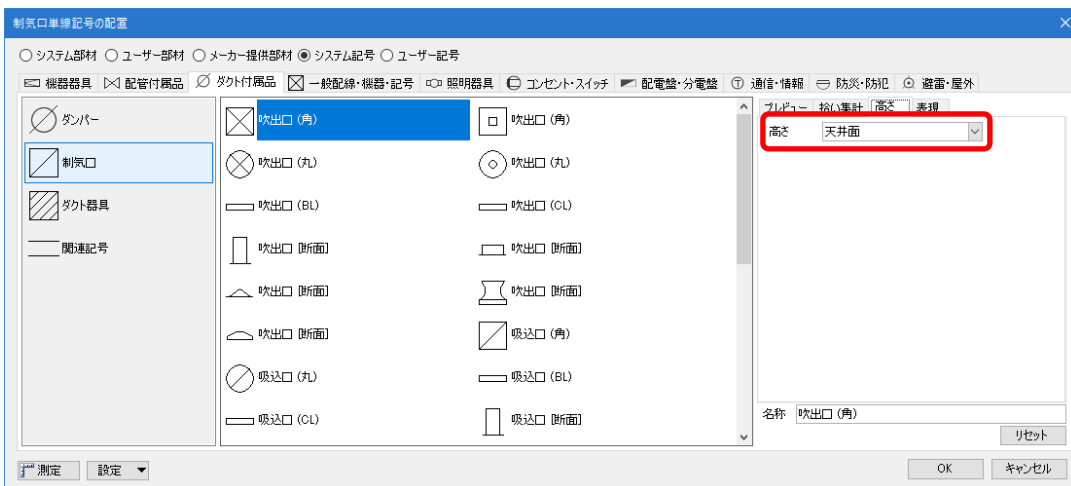 制気口単線記号の配置
システム部材 ユーザー部材 メーカー提供部材 システム記号 ユーザー記号
機器器具 配管付属品 ダクト付属品 一般配線・機器・記号 照明器具 コンセント・スイッチ 配電盤・分電盤 通信・情報 防災・防犯 避雷・屋外
ダンパー
制気口
ダクト器具
関連記号
吹出口 (角) 吹出口 (角)
吹出口 (丸) 吹出口 (丸)
吹出口 (BL) 吹出口 (CL)
吹出口 [断面] 吹出口 [断面]
吹出口 [断面] 吹出口 [断面]
吹出口 [断面] 吸込口 (角)
吸込口 (丸) 吸込口 (BL)
吸込口 (CL) 吸込口 [断面]
プレビュー 拾い集計 高さ 表現
高さ 天井面
名称 吹出口 (角)
リセット
測定 設定 OK キャンセル